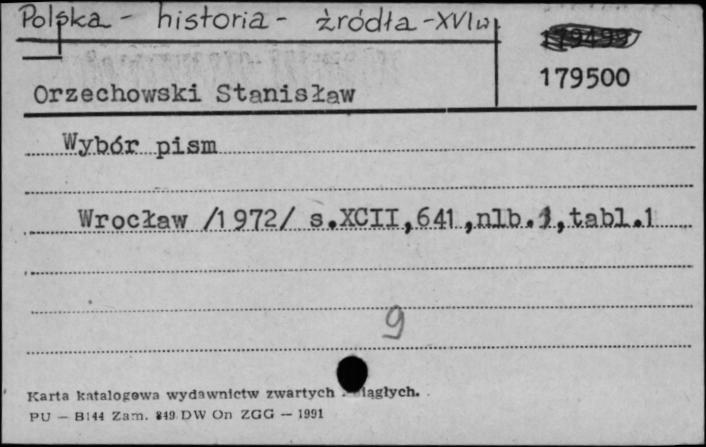 Polska - historia - źródła - XVI w.
179500
Orzechowski Stanisław
Wybór pism
Wrocław /1972/ s.XCII,641,nlb.1,tabl.1
9
Karta katalogowa wydawnictw zwartych i ciągłych.
PU — B144 Zam. 849 DW On ZGG — 1991